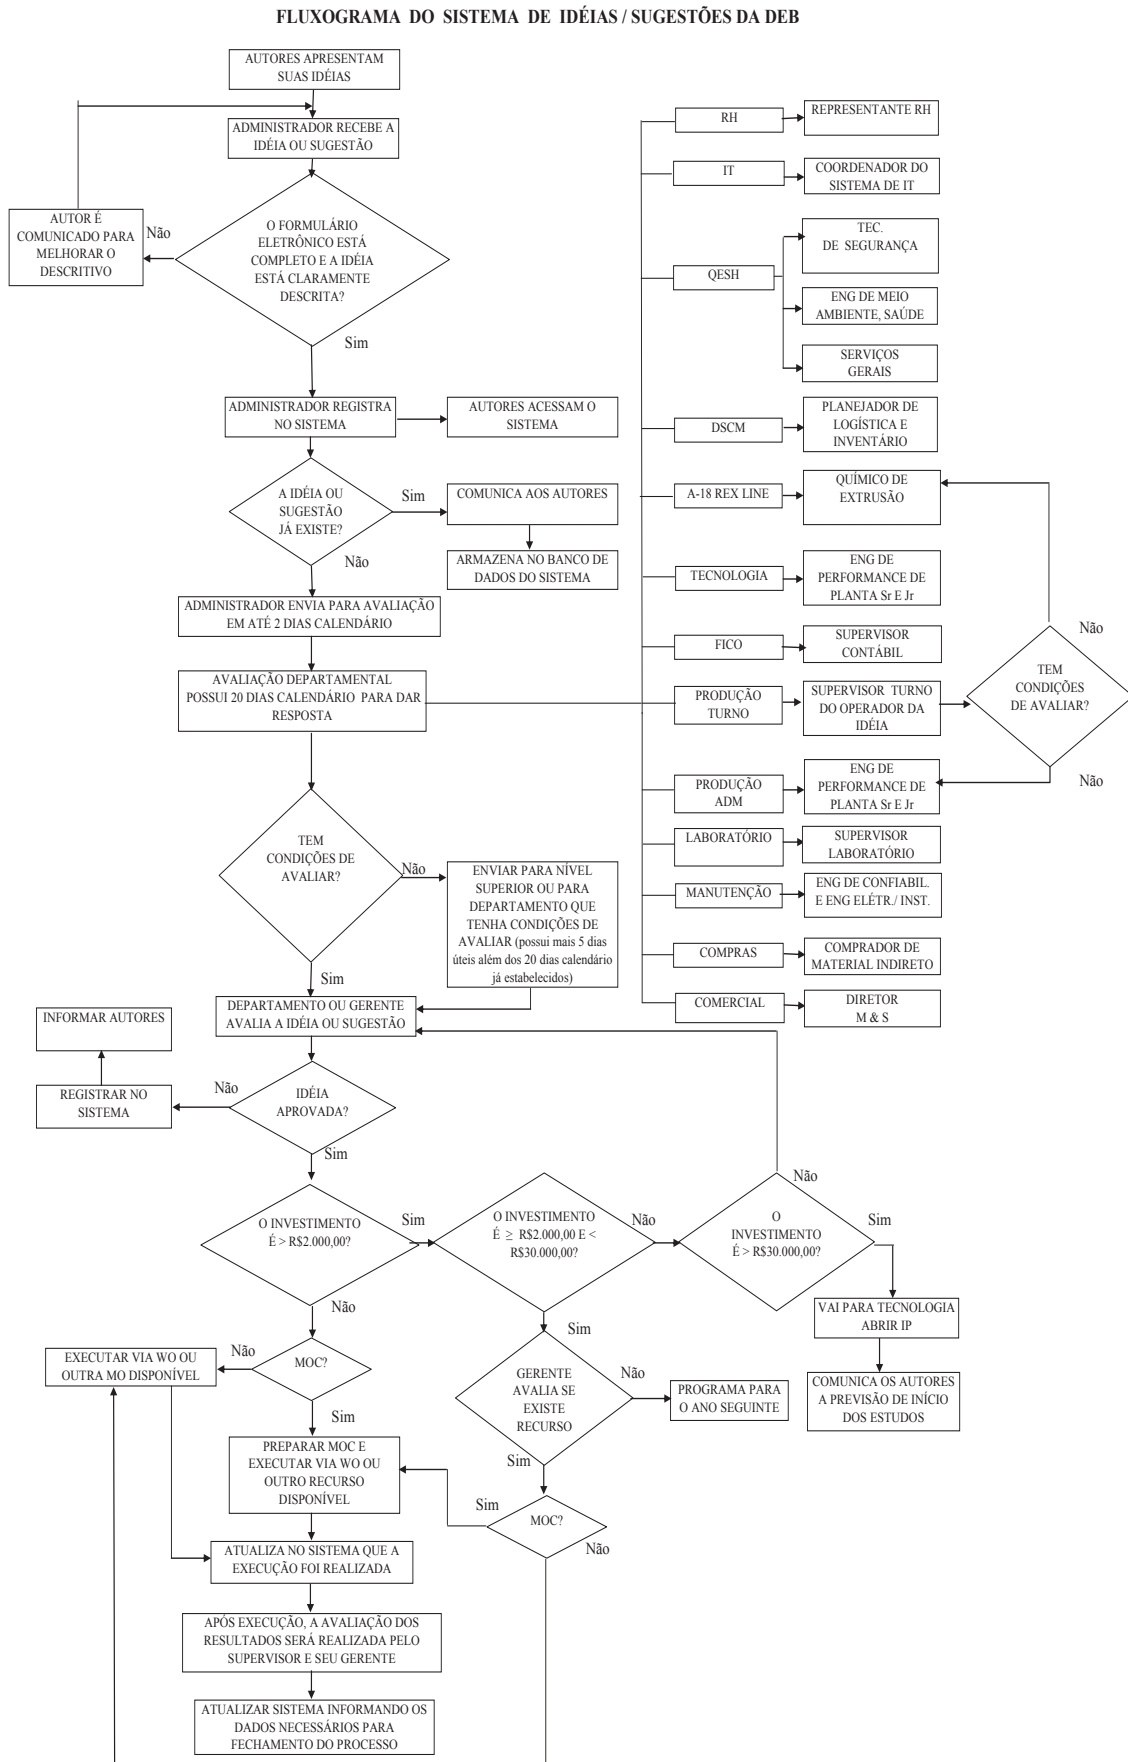 FLUXOGRAMA DO SISTEMA DE IDÉIAS / SUGESTÕES DA DEB
AUTORES APRESENTAM
SUAS IDÉIAS
ADMINISTRADOR RECEBE A
IDÉIA OU SUGESTÃO
AUTOR É
COMUNICADO PARA
MELHORAR O
DESCRITIVO
Não
O FORMULÁRIO
ELETRÔNICO ESTÁ
COMPLETO E A IDÉIA
ESTÁ CLARAMENTE
DESCRITA?
Sim
ADMINISTRADOR REGISTRA
NO SISTEMA
AUTORES ACESSAM O
SISTEMA
A IDÉIA OU
SUGESTÃO
JÁ EXISTE?
Sim
COMUNICA AOS AUTORES
ARMAZENA NO BANCO DE
DADOS DO SISTEMA
Não
ADMINISTRADOR ENVIA PARA AVALIAÇÃO
EM ATÉ 2 DIAS CALENDÁRIO
AVALIAÇÃO DEPARTAMENTAL
POSSUI 20 DIAS CALENDÁRIO PARA DAR
RESPOSTA
RH
REPRESENTANTE RH
IT
COORDENADOR DO
SISTEMA DE IT
QESH
TEC.
DE SEGURANÇA
ENG DE MEIO
AMBIENTE, SAÚDE
SERVIÇOS
GERAIS
DSCM
PLANEJADOR DE
LOGÍSTICA E
INVENTÁRIO
A-18 REX LINE
QUÍMICO DE
EXTRUSÃO
TECNOLOGIA
ENG DE
PERFORMANCE DE
PLANTA Sr E Jr
FICO
SUPERVISOR
CONTÁBIL
PRODUÇÃO
TURNO
SUPERVISOR TURNO
DO OPERADOR DA
IDÉIA
Não
TEM
CONDIÇÕES
DE AVALIAR?
Não
PRODUÇÃO
ADM
ENG DE
PERFORMANCE DE
PLANTA Sr E Jr
LABORATÓRIO
SUPERVISOR
LABORATÓRIO
MANUTENÇÃO
ENG DE CONFIABIL.
E ENG ELÉTR./ INST.
COMPRAS
COMPRADOR DE
MATERIAL INDIRETO
COMERCIAL
DIRETOR
M & S
TEM
CONDIÇÕES DE
AVALIAR?
Não
ENVIAR PARA NÍVEL
SUPERIOR OU PARA
DEPARTAMENTO QUE
TENHA CONDIÇÕES DE
AVALIAR (possui mais 5 dias
úteis além dos 20 dias calendário
já estabelecidos)
Sim
DEPARTAMENTO OU GERENTE
AVALIA A IDÉIA OU SUGESTÃO
INFORMAR AUTORES
REGISTRAR NO
SISTEMA
Não
IDÉIA
APROVADA?
Sim
O INVESTIMENTO
É > R$2.000,00?
Sim
O INVESTIMENTO
É ≥ R$2.000,00 E <
R$30.000,00?
Não
Não
O
INVESTIMENTO
É > R$30.000,00?
Sim
VAI PARA TECNOLOGIA
ABRIR IP
COMUNICA OS AUTORES
A PREVISÃO DE INÍCIO
DOS ESTUDOS
Não
Sim
EXECUTAR VIA WO OU
OUTRA MO DISPONÍVEL
Não
MOC?
Sim
GERENTE
AVALIA SE
EXISTE
RECURSO
Não
PROGRAMA PARA
O ANO SEGUINTE
Sim
PREPARAR MOC E
EXECUTAR VIA WO OU
OUTRO RECURSO
DISPONÍVEL
Sim
MOC?
Não
ATUALIZA NO SISTEMA QUE A
EXECUÇÃO FOI REALIZADA
APÓS EXECUÇÃO, A AVALIAÇÃO DOS
RESULTADOS SERÁ REALIZADA PELO
SUPERVISOR E SEU GERENTE
ATUALIZAR SISTEMA INFORMANDO OS
DADOS NECESSÁRIOS PARA
FECHAMENTO DO PROCESSO